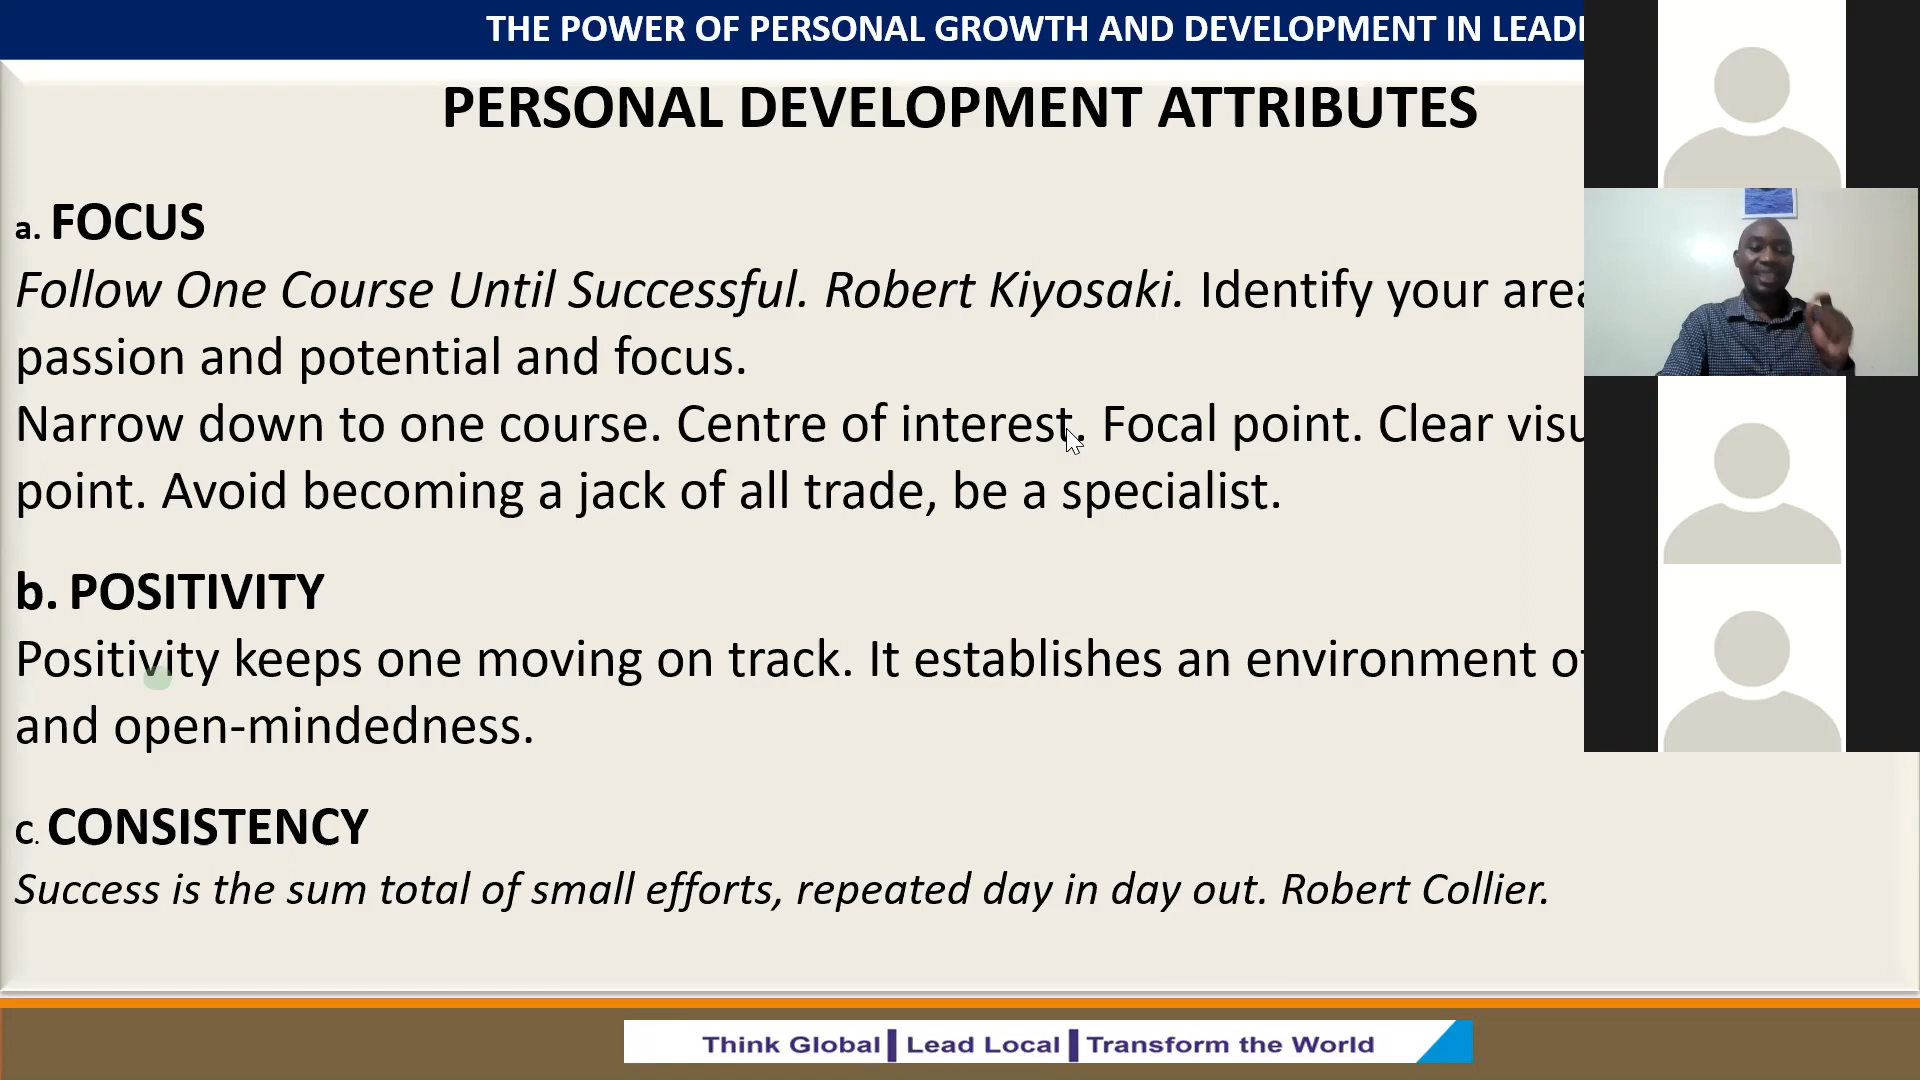 THE POWER OF PERSONAL GROWTH AND DEVELOPMENT IN
PERSONAL DEVELOPMENT ATTRIBUTES
a. FOCUS
Follow One Course Until Successful. Robert Kiyosaki. Identify your
passion and potential and focus.
Narrow down to one course. Centre of interest. Focal point. Clear
point. Avoid becoming a jack of all trade, be a specialist.
b. POSITIVITY
Positivity keeps one moving on track. It establishes an environment
and open-mindedness.
c. CONSISTENCY
Success is the sum total of small efforts, repeated day in day out. Robert Collier.
Think Global | Lead Local | Transform the World